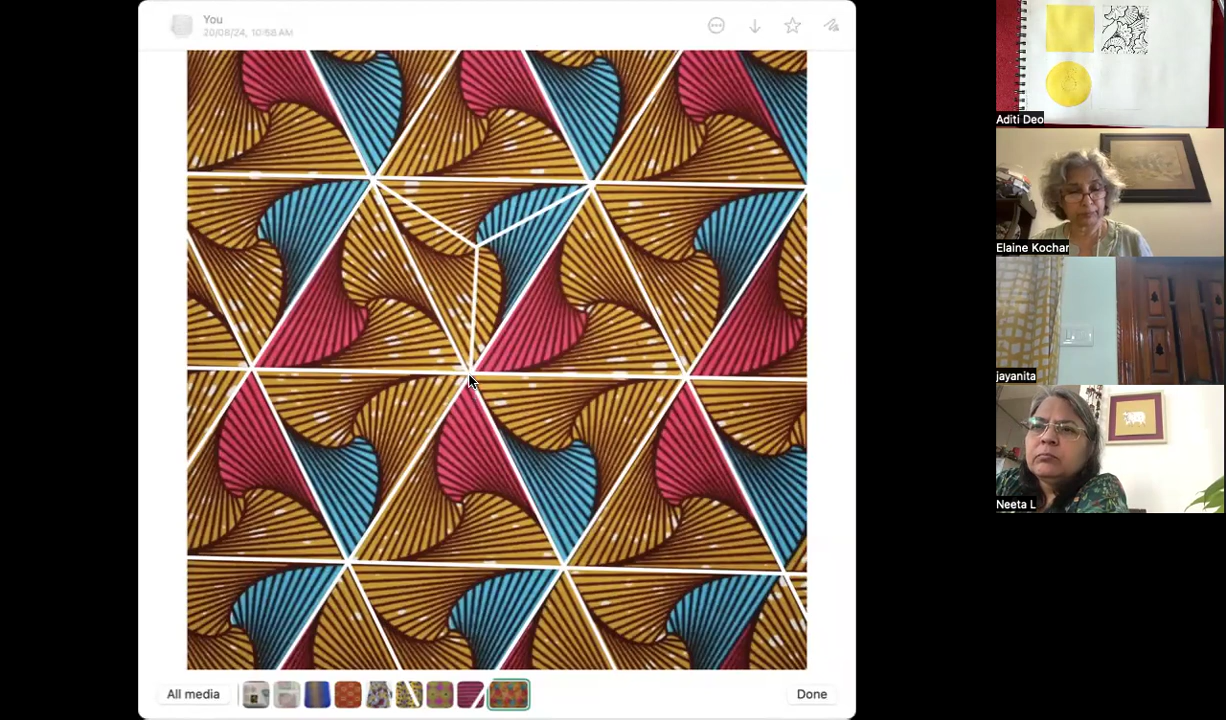 You
20/08/24, 10:58 AM
All media
Done
Aditi Deo
Elaine Kochar
jayanita
Neeta L